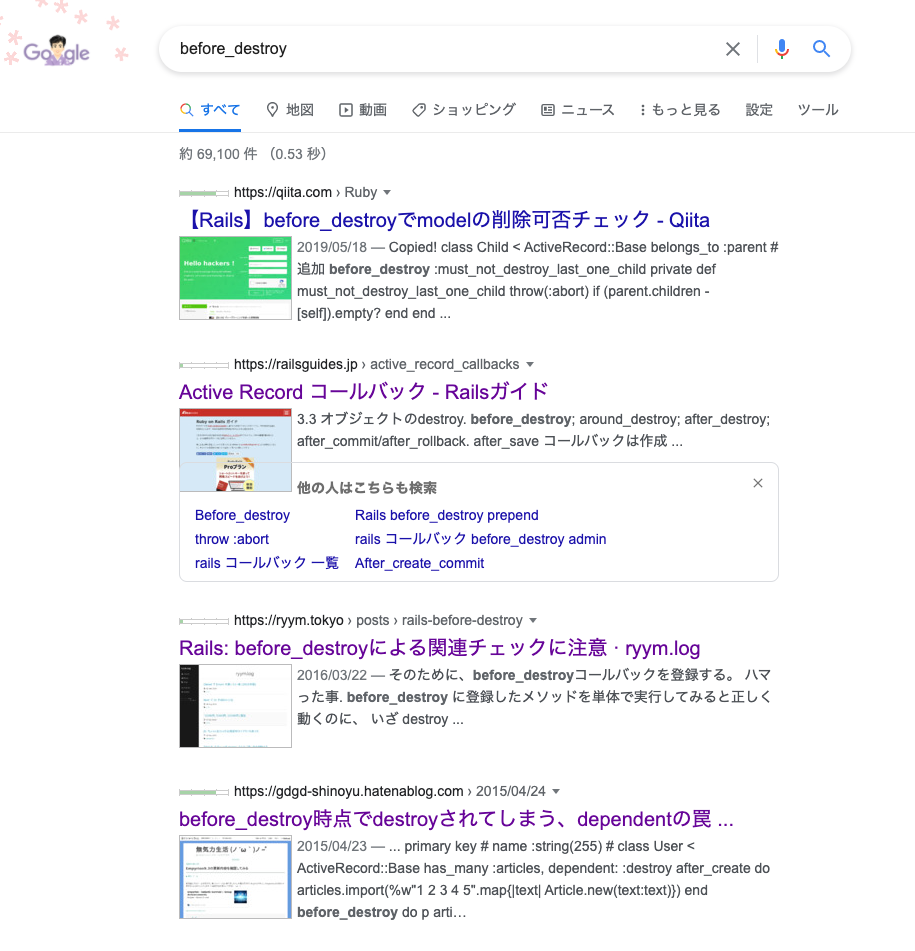 Google
before_destroy
すべて 地図 動画 ショッピング ニュース もっと見る 設定 ツール
約 69,100 件 （0.53 秒）
https://qiita.com › Ruby
【Rails】before_destroyでmodelの削除可否チェック - Qiita
Hello hackers !
2019/05/18 — Copied! class Child < ActiveRecord::Base belongs_to :parent #
追加 before_destroy :must_not_destroy_last_one_child private def
must_not_destroy_last_one_child throw(:abort) if (parent.children -
[self]).empty? end end ...
https://railsguides.jp › active_record_callbacks
Active Record コールバック - Railsガイド
Ruby on Rails ガイド
Proプラン
3.3 オブジェクトのdestroy. before_destroy; around_destroy; after_destroy;
after_commit/after_rollback. after_save コールバックは作成 ...
他の人はこちらも検索
Before_destroy Rails before_destroy prepend
throw :abort rails コールバック before_destroy admin
rails コールバック 一覧 After_create_commit
https://ryym.tokyo › posts › rails-before-destroy
Rails: before_destroyによる関連チェックに注意 · ryym.log
ryym.log
2016/03/22 — そのために、before_destroyコールバックを登録する。 ハマ
った事. before_destroy に登録したメソッドを単体で実行してみると正しく
動くのに、 いざ destroy ...
https://gdgd-shinoyu.hatenablog.com › 2015/04/24
before_destroy時点でdestroyされてしまう、dependentの罠 ...
無気力生活 (ノ ´ω｀)ノ ~゜
2015/04/23 — ... primary key # name :string(255) # class User <
ActiveRecord::Base has_many :articles, dependent: :destroy after_create do
articles.import(%w"1 2 3 4 5".map{|text| Article.new(text:text)}) end
before_destroy do p arti…